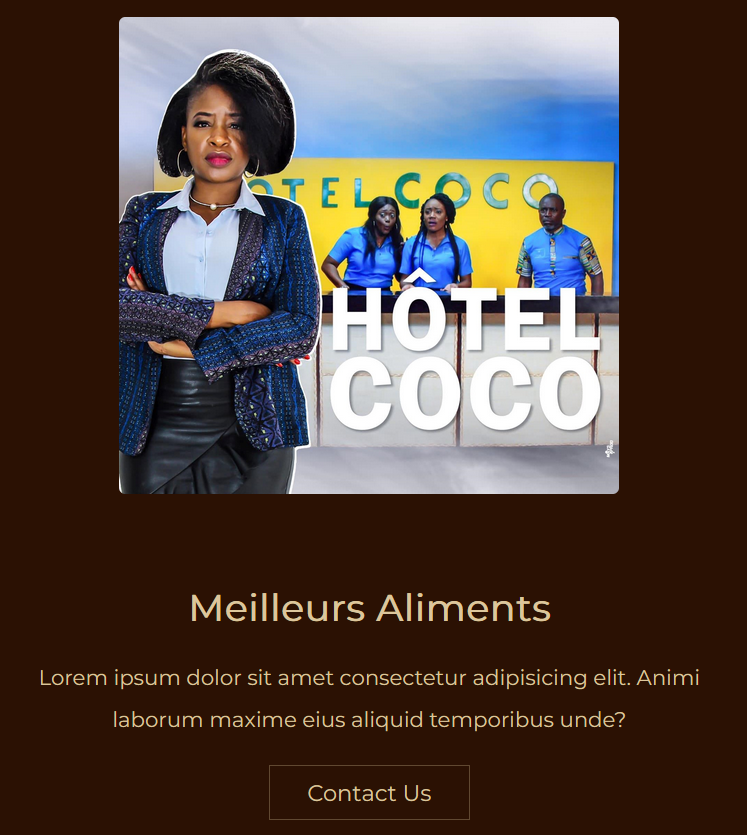 HOTEL COCO
HÔTEL
COCO
Meilleurs Aliments
Lorem ipsum dolor sit amet consectetur adipisicing elit. Animi
laborum maxime eius aliquid temporibus unde?
Contact Us